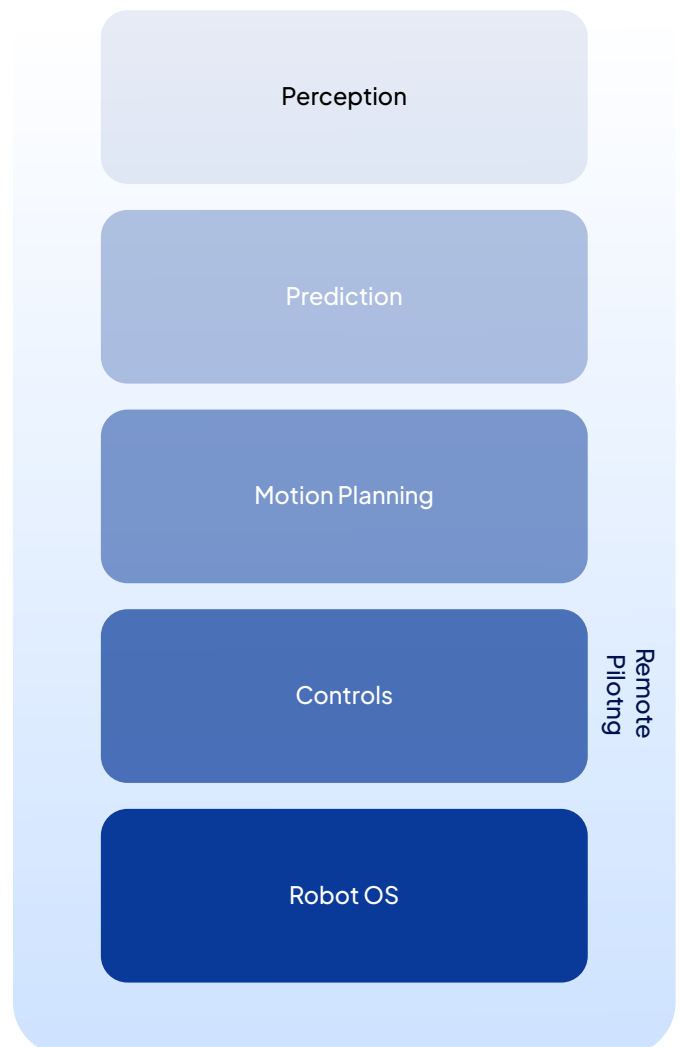 Perception
Prediction
Motion Planning
Controls
Remote
Pilotng
Robot OS